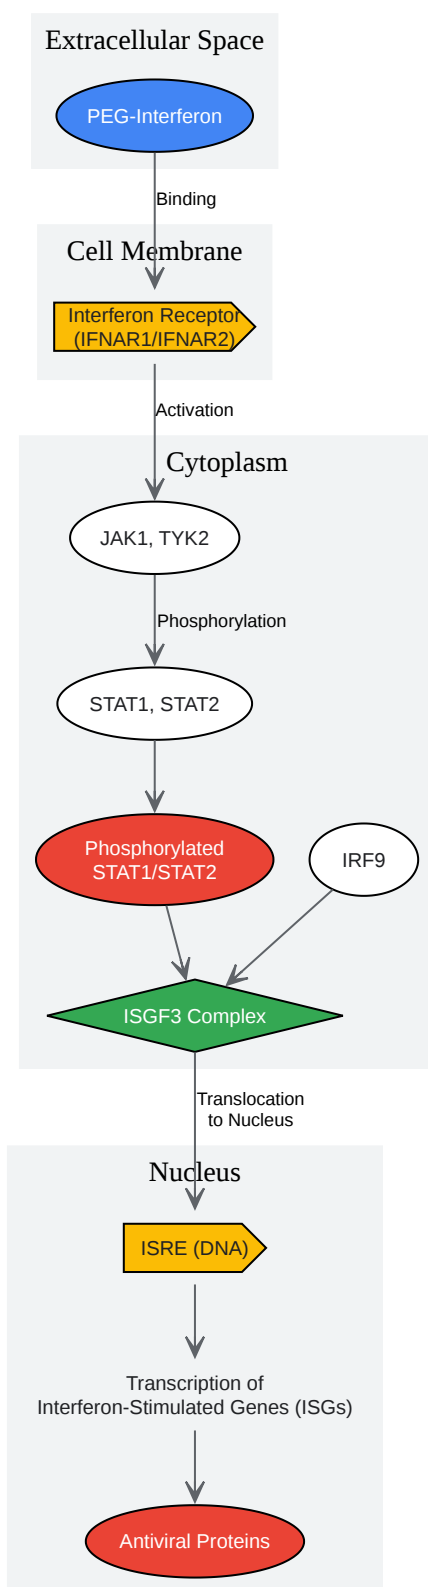 Extracellular Space
PEG-Interferon
Binding
Cell Membrane
Interferon Receptor
(IFNAR1/IFNAR2)
Activation
Cytoplasm
JAK1, TYK2
Phosphorylation
STAT1, STAT2
Phosphorylated
STAT1/STAT2
IRF9
ISGF3 Complex
Translocation
to Nucleus
Nucleus
ISRE (DNA)
Transcription of
Interferon-Stimulated Genes (ISGs)
Antiviral Proteins